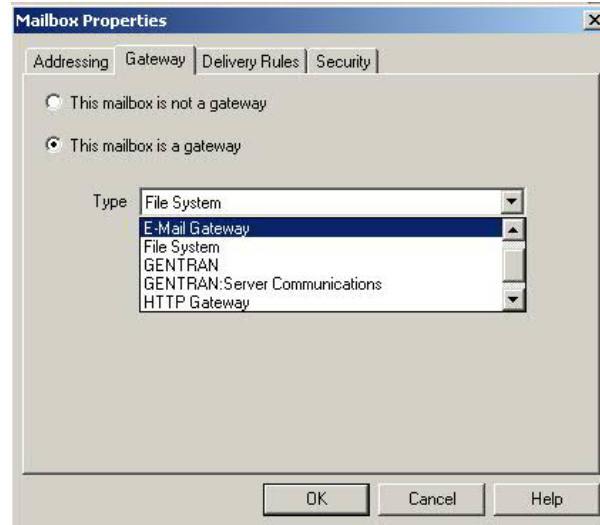 Mailbox Properties
Addressing Gateway Delivery Rules Security
This mailbox is not a gateway
This mailbox is a gateway
Type File System
E-Mail Gateway
File System
GENTRAN
GENTRAN:Server Communications
HTTP Gateway
OK Cancel Help